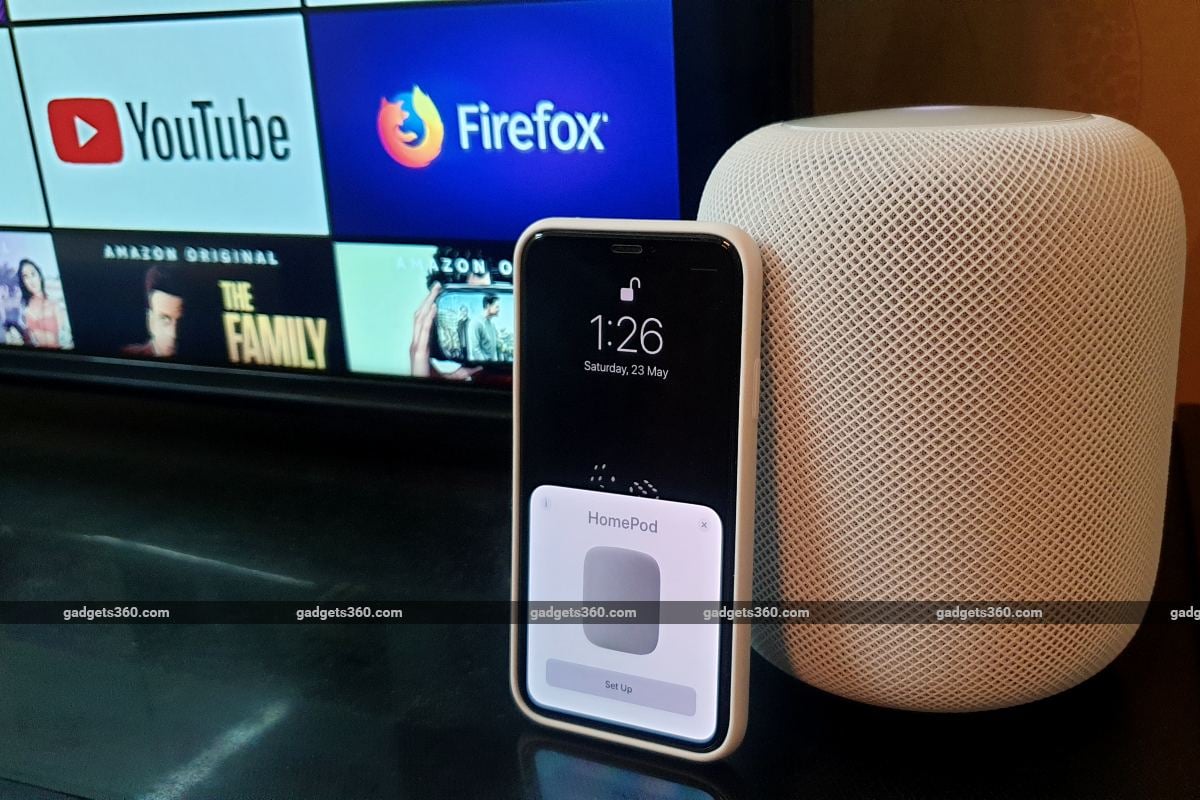 YouTube
Firefox
AMAZON ORIGINAL
THE
FAMILY
AMAZON O
1:26
Saturday, 23 May
HomePod
Set Up
gadgets360.com gadgets360.com gadgets360.com gadgets360.com gadgets360.com gadg